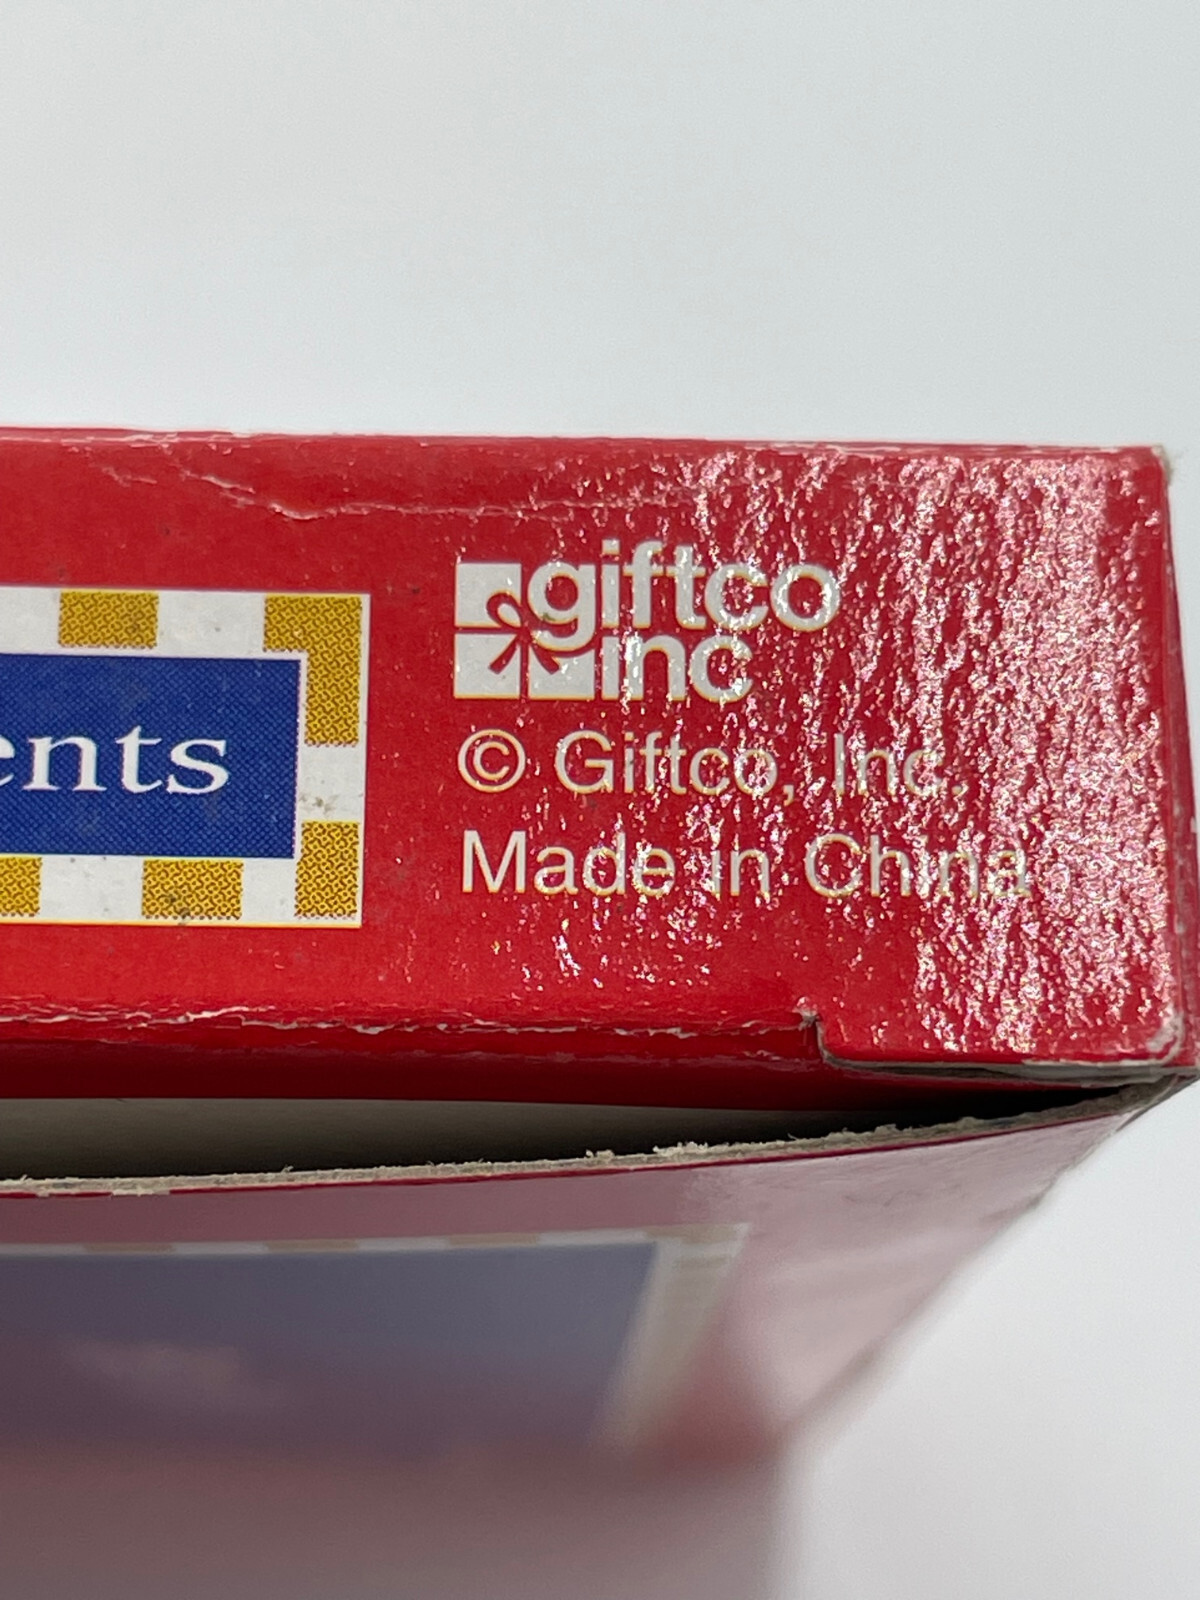 ents
giftco
inc
© Giftco, Inc.
Made in China